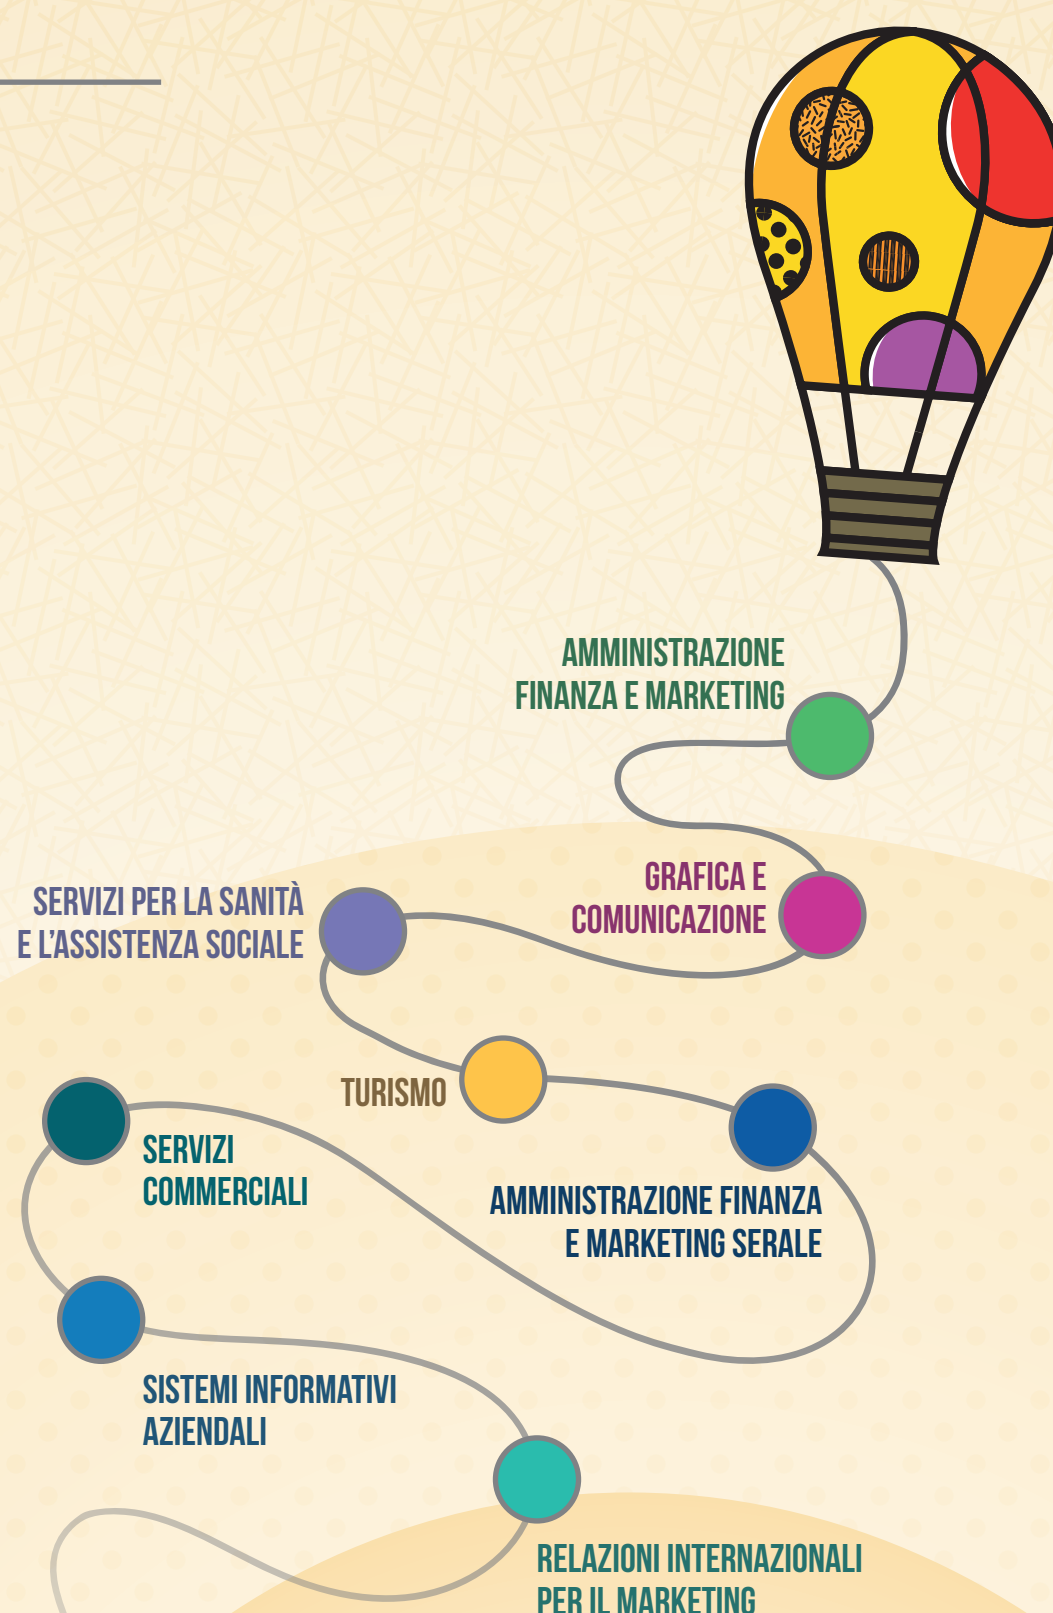 AMMINISTRAZIONE
FINANZA E MARKETING
GRAFICA E
COMUNICAZIONE
SERVIZI PER LA SANITÀ
E L'ASSISTENZA SOCIALE
TURISMO
SERVIZI
COMMERCIALI
AMMINISTRAZIONE FINANZA
E MARKETING SERALE
SISTEMI INFORMATIVI
AZIENDALI
RELAZIONI INTERNAZIONALI
PER IL MARKETING